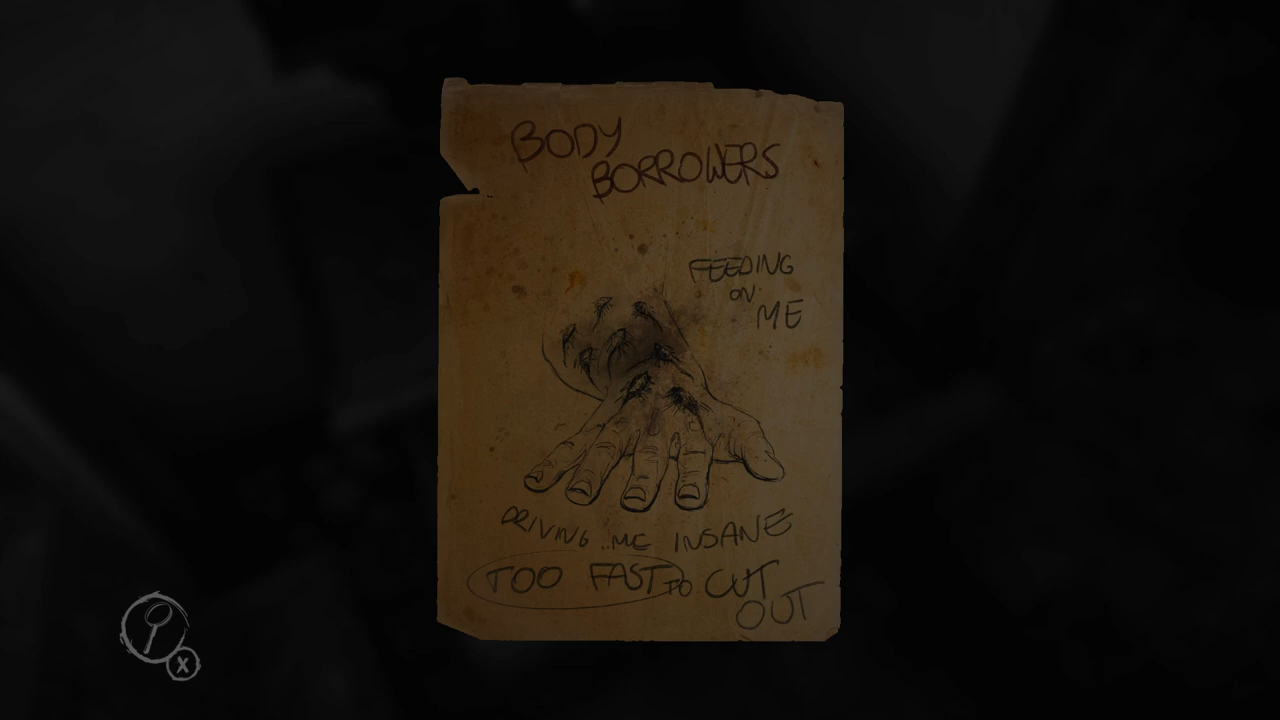 BODY
BORROWERS
FEEDING
ON
ME
DRIVING ME INSANE
TOO FAST TO CUT
OUT
X